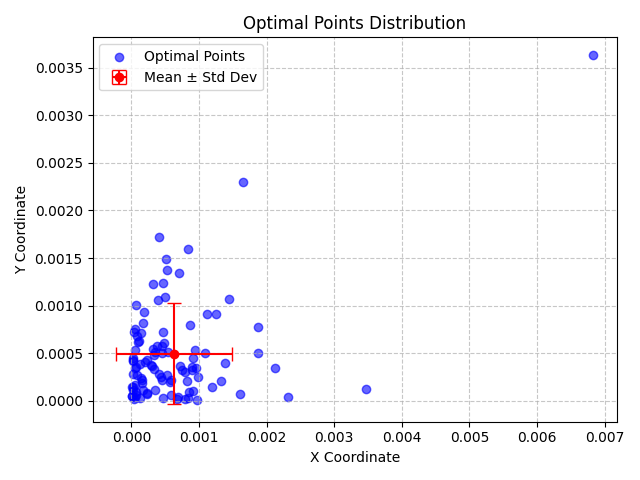 Optimal Points Distribution
Optimal Points
Mean ± Std Dev
Y Coordinate
0.0035
0.0030
0.0025
0.0020
0.0015
0.0010
0.0005
0.0000
0.000 0.001 0.002 0.003 0.004 0.005 0.006 0.007
X Coordinate